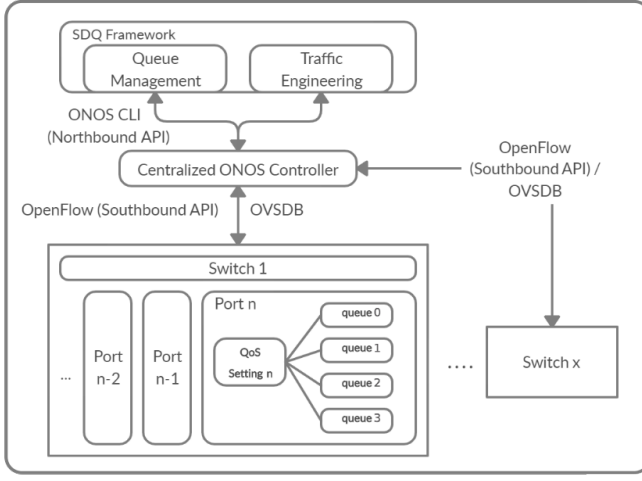 SDQ Framework
Queue
Management
Traffic
Engineering
ONOS CLI
(Northbound API)
Centralized ONOS Controller
OpenFlow
(Southbound API) /
OVSDB
OpenFlow (Southbound API)
OVSDB
Switch 1
...
Port
n-2
Port
n-1
Port n
QoS
Setting n
queue 0
queue 1
queue 2
queue 3
....
Switch x